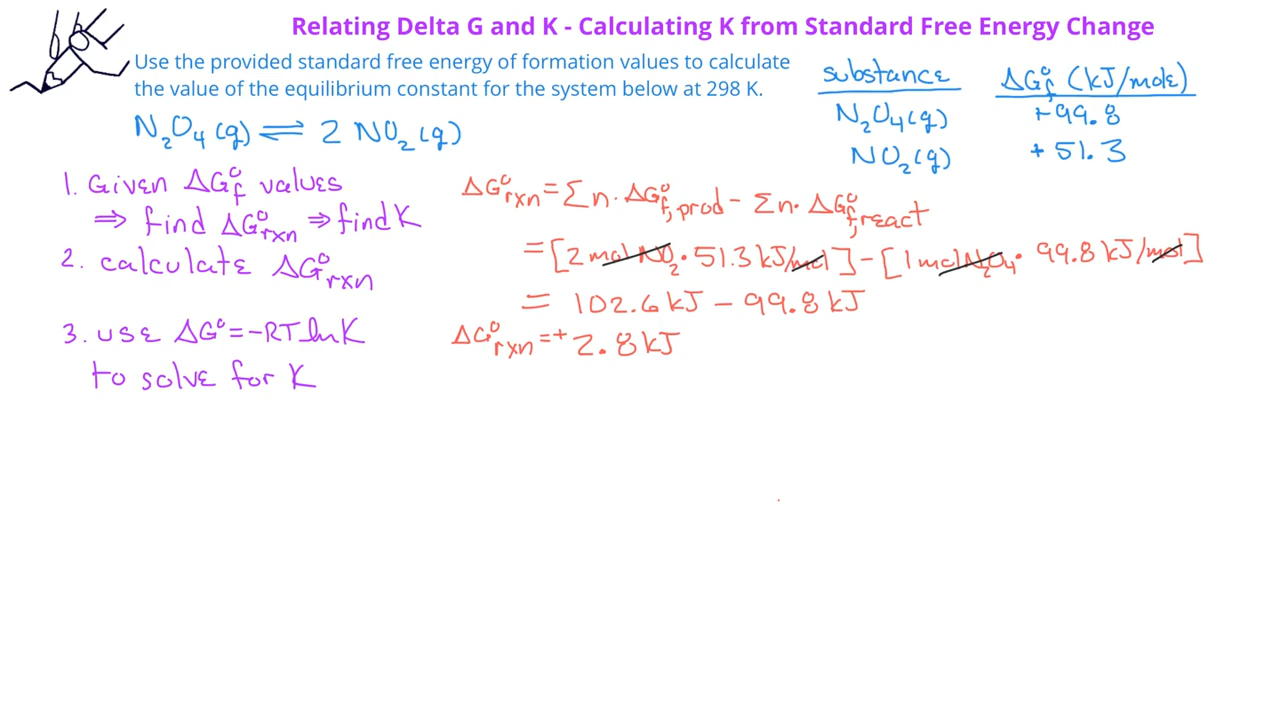 Relating Delta G and K - Calculating K from Standard Free Energy Change
Use the provided standard free energy of formation values to calculate
the value of the equilibrium constant for the system below at 298 K.
N₂O₄(g) ⇌ 2 NO₂(g)
substance ΔG°f (kJ/mole)
N₂O₄(g) +99.8
NO₂(g) +51.3
1. Given ΔG°f values
⇒ find ΔG°rxn ⇒ find K
2. calculate ΔG°rxn
3. use ΔG° = -RT ln K
to solve for K
ΔG°rxn = Σn·ΔG°f,prod - Σn·ΔG°f,react
= [2 mol NO₂ · 51.3 kJ/mol] - [1 mol N₂O₄ · 99.8 kJ/mol]
= 102.6 kJ - 99.8 kJ
ΔG°rxn = +2.8 kJ